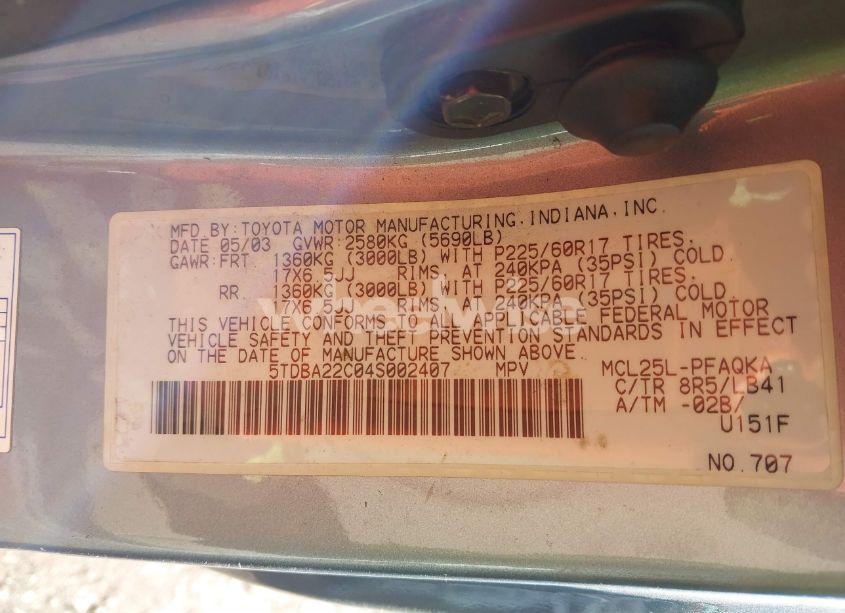 MFD.BY:TOYOTA MOTOR MANUFACTURING,INDIANA,INC.
DATE 05/03 GVWR:2580KG (5690LB)
GAWR:FRT 1360KG (3000LB) WITH P225/60R17 TIRES.
17X6.5JJ RIMS, AT 240KPA (35PSI) COLD.
RR 1360KG (3000LB) WITH P225/60R17 TIRES.
17X6.5JJ RIMS, AT 240KPA (35PSI) COLD.
THIS VEHICLE CONFORMS TO ALL APPLICABLE FEDERAL MOTOR
VEHICLE SAFETY AND THEFT PREVENTION STANDARDS IN EFFECT
ON THE DATE OF MANUFACTURE SHOWN ABOVE.
5TDBA22C04S002407 MPV MCL25L-PFAQKA
C/TR 8R5/LB41
A/TM -02B/
U151F
NO.707